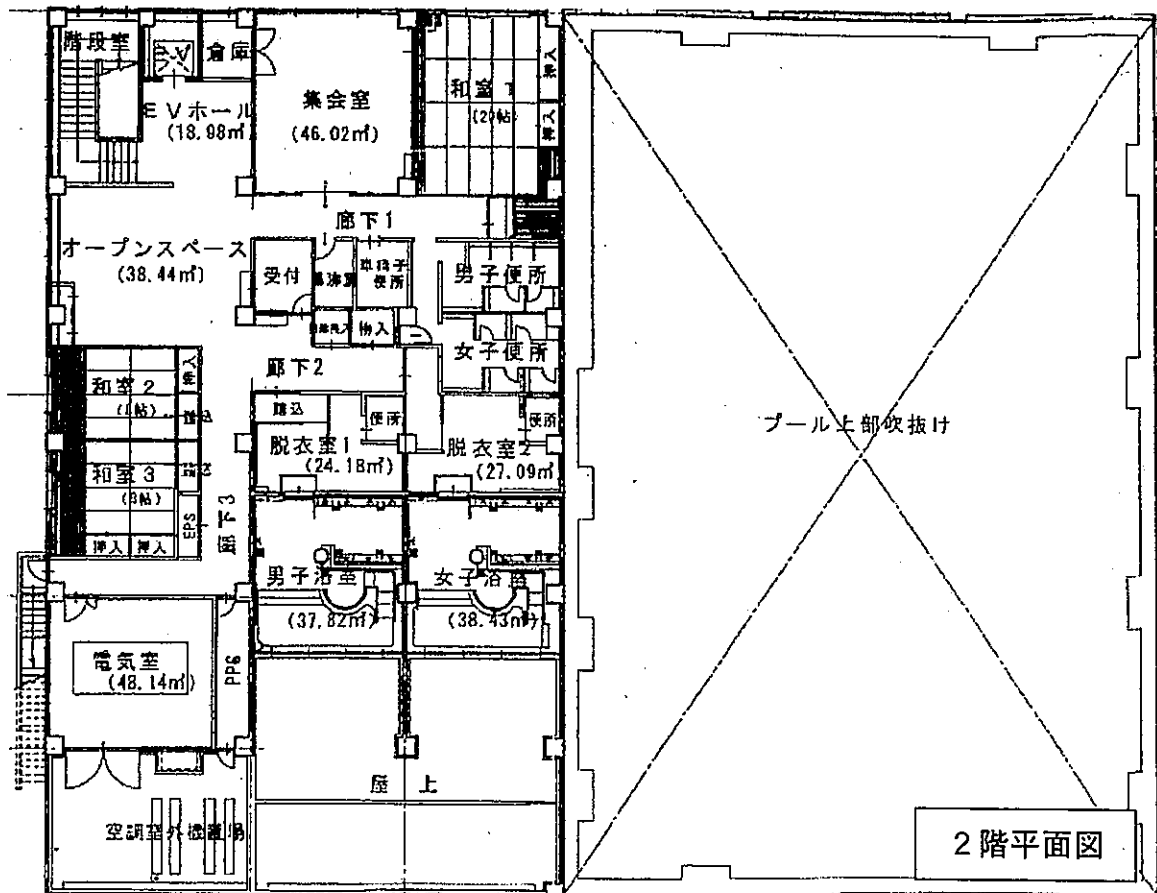 階段室
倉庫
EVホール
(18.98㎡)
集会室
(46.02㎡)
和室1
押入
押入
廊下1
オープンスペース
(38.44㎡)
受付
便所
男子便所
物入
女子便所
廊下2
和室2
押入
踏込
便所
便所
脱衣室1
(24.18㎡)
脱衣室2
(27.09㎡)
プール上部吹抜け
和室3
(8帖)
EPS
廊下3
押入
押入
男子浴室
(37.82㎡)
女子浴室
(38.43㎡)
電気室
(48.14㎡)
PPS
屋上
空調室外機置場
2階平面図